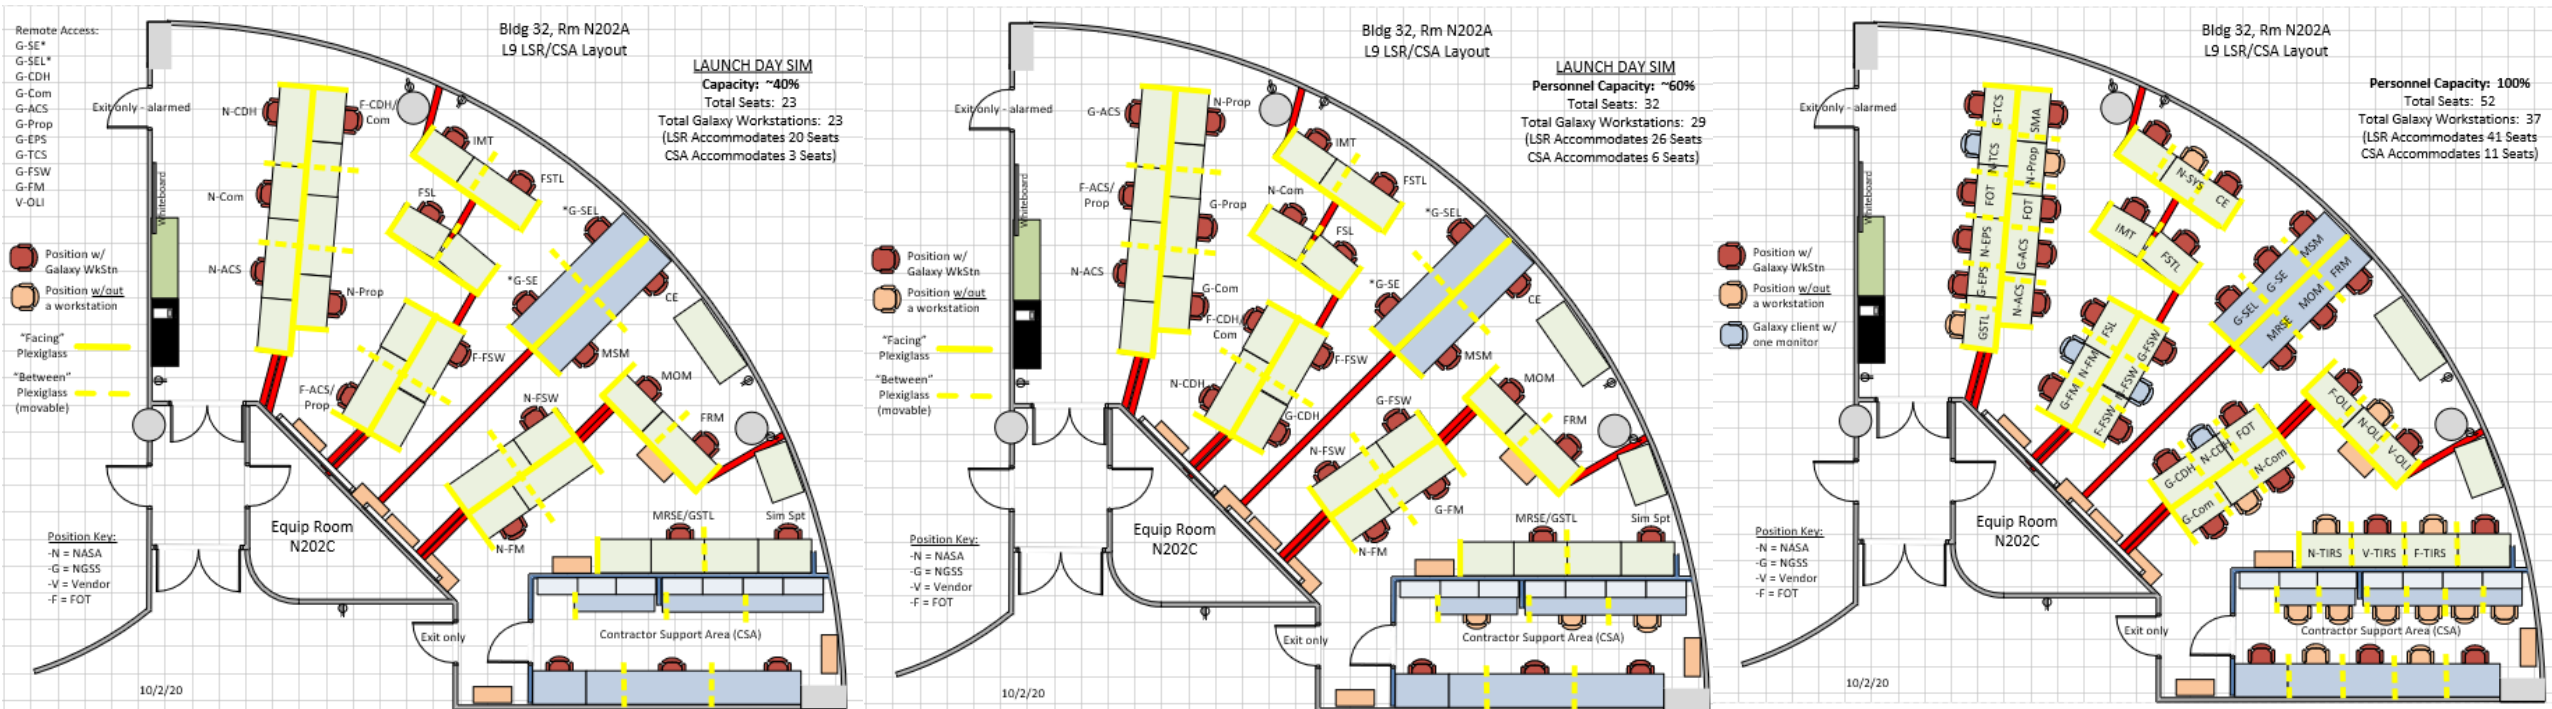 Remote Access:
G-SE*
G-SEL*
G-CDH
G-Com
G-ACS
G-Prop
G-EPS
G-TCS
G-FSW
G-FM
V-OLI
Bldg 32, Rm N202A
L9 LSR/CSA Layout
LAUNCH DAY SIM
Capacity: ~40%
Total Seats: 23
Total Galaxy Workstations: 23
(LSR Accommodates 20 Seats
CSA Accommodates 3 Seats)
Exit only - alarmed
Whiteboard
N-CDH
F-CDH/
Com
IMT
FSTL
N-Com
FSL
*G-SEL
N-ACS
N-Prop
*G-SE
CE
F-FSW
MSM
F-ACS/
Prop
MOM
N-FSW
FRM
N-FM
MRSE/GSTL
Sim Spt
Position w/
Galaxy WkStn
Position w/out
a workstation
"Facing"
Plexiglass
"Between"
Plexiglass
(movable)
Equip Room
N202C
Position Key:
-N = NASA
-G = NGSS
-V = Vendor
-F = FOT
Exit only
Contractor Support Area (CSA)
10/2/20
Bldg 32, Rm N202A
L9 LSR/CSA Layout
LAUNCH DAY SIM
Personnel Capacity: ~60%
Total Seats: 32
Total Galaxy Workstations: 29
(LSR Accommodates 26 Seats
CSA Accommodates 6 Seats)
Exit only - alarmed
Whiteboard
G-ACS
N-Prop
IMT
FSTL
F-ACS/
Prop
N-Com
G-Prop
FSL
*G-SEL
N-ACS
G-Com
*G-SE
CE
F-CDH/
Com
F-FSW
MSM
N-CDH
G-CDH
MOM
G-FSW
FRM
N-FSW
G-FM
N-FM
MRSE/GSTL
Sim Spt
Position w/
Galaxy WkStn
Position w/out
a workstation
"Facing"
Plexiglass
"Between"
Plexiglass
(movable)
Equip Room
N202C
Position Key:
-N = NASA
-G = NGSS
-V = Vendor
-F = FOT
Exit only
Contractor Support Area (CSA)
10/2/20
Bldg 32, Rm N202A
L9 LSR/CSA Layout
Personnel Capacity: 100%
Total Seats: 52
Total Galaxy Workstations: 37
(LSR Accommodates 41 Seats
CSA Accommodates 11 Seats)
Exit only - alarmed
Whiteboard
G-TCS
SMA
N-TCS
N-Prop
FOT
FOT
N-EPS
G-ACS
G-EPS
N-ACS
GSTL
N-SYS
CE
IMT
FSTL
MSM
G-SE
FRM
G-SEL
MOM
MRSE
FSL
G-FSW
N-FM
N-FSW
G-FM
F-FSW
F-OLI
N-OLI
V-OLI
FOT
N-CDH
G-CDH
N-Com
G-Com
N-TIRS
V-TIRS
F-TIRS
Position w/
Galaxy WkStn
Position w/out
a workstation
Galaxy client w/
one monitor
Equip Room
N202C
Position Key:
-N = NASA
-G = NGSS
-V = Vendor
-F = FOT
Exit only
Contractor Support Area (CSA)
10/2/20